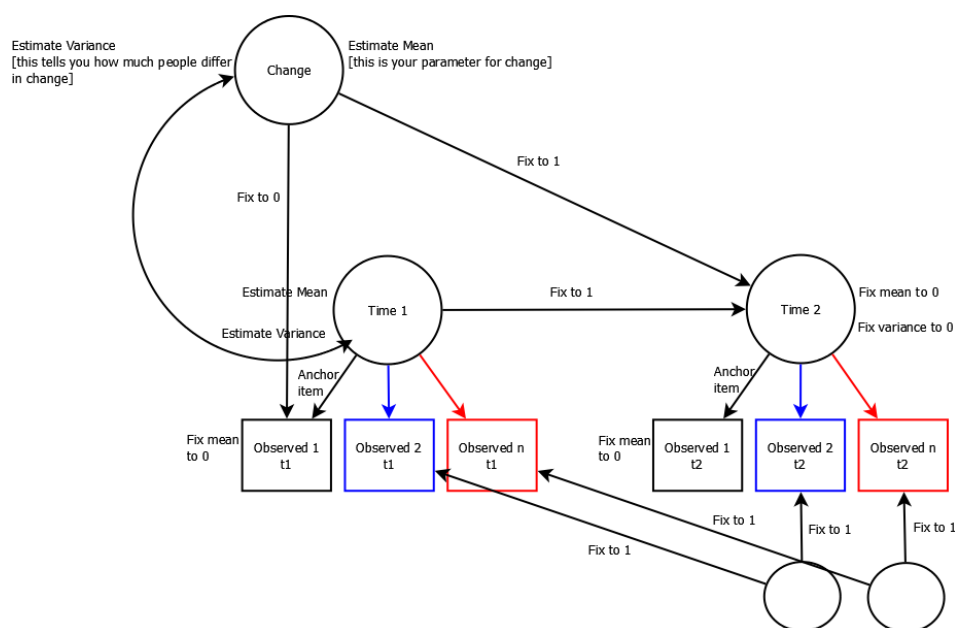 Estimate Variance
[this tells you how much people differ
in change]
Change
Estimate Mean
[this is your parameter for change]
Fix to 1
Fix to 0
Estimate Mean
Time 1
Fix to 1
Time 2
Fix mean to 0
Fix variance to 0
Estimate Variance
Anchor
item
Anchor
item
Fix mean
to 0
Observed 1
t1
Observed 2
t1
Observed n
t1
Fix mean
to 0
Observed 1
t2
Observed 2
t2
Observed n
t2
Fix to 1
Fix to 1
Fix to 1
Fix to 1